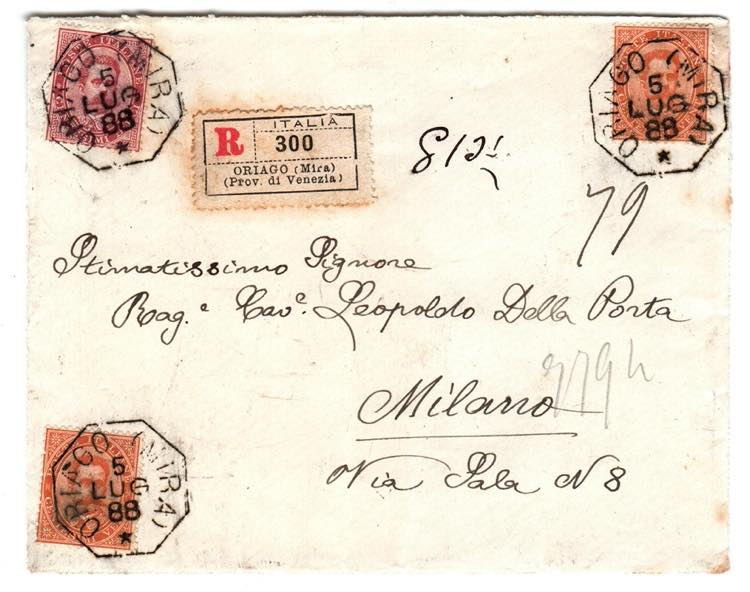 ORIAGO (MIRA)
5
LUG
88
*
ORIAGO (MIRA)
5
LUG
88
*
R
ITALIA
300
ORIAGO (Mira)
(Prov. di Venezia)
79
Stimatissimo Signore
Rag.e Cav.e Leopoldo Della Porta
Milano
Via Sala N 8
ORIAGO (MIRA)
5
LUG
88
*